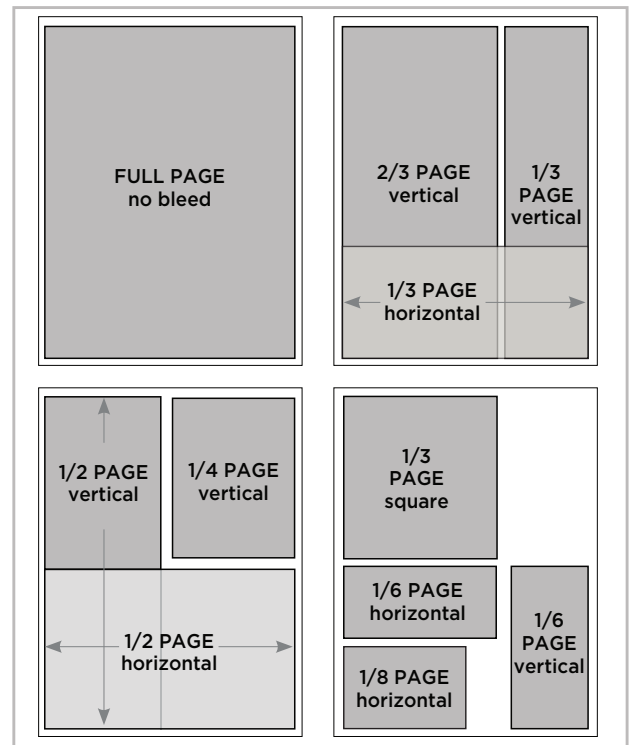 FULL PAGE
no bleed
2/3 PAGE
vertical
1/3
PAGE
vertical
1/3 PAGE
horizontal
1/2 PAGE
vertical
1/4 PAGE
vertical
1/2 PAGE
horizontal
1/3
PAGE
square
1/6 PAGE
horizontal
1/6
PAGE
vertical
1/8 PAGE
horizontal